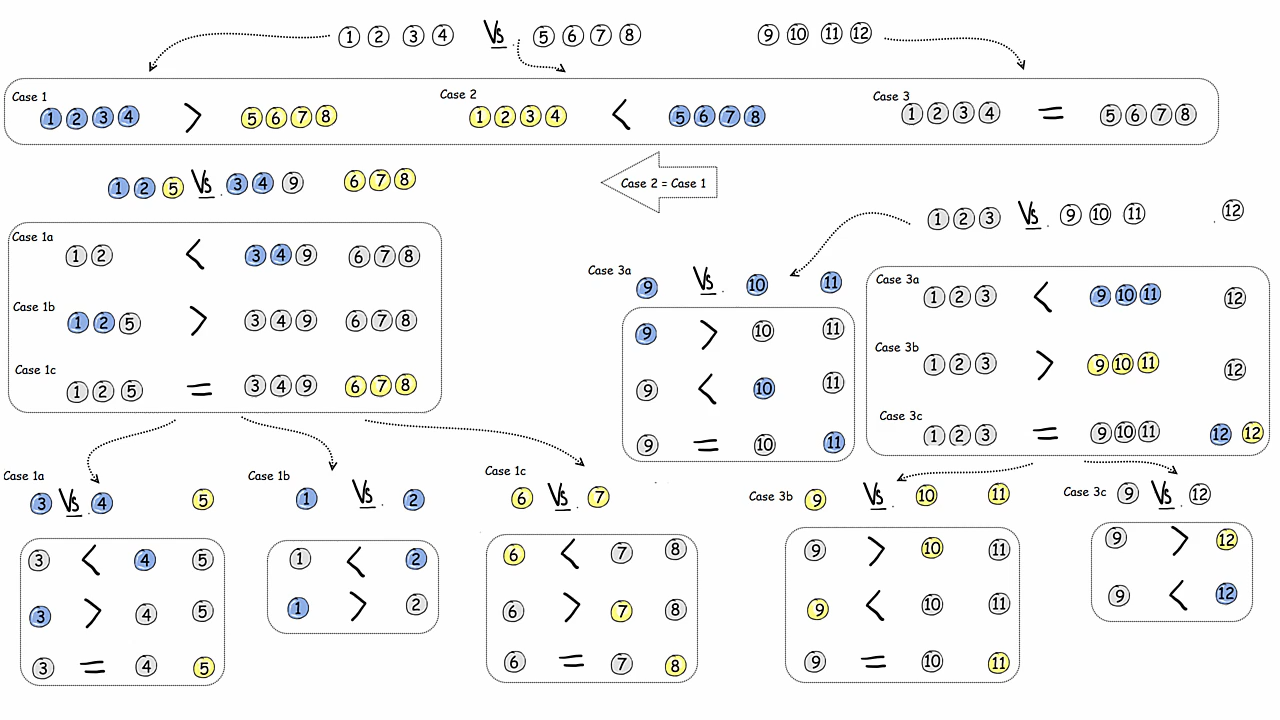 1 2 3 4 Vs. 5 6 7 8 9 10 11 12
Case 1 Case 2 Case 3
1 2 3 4 > 5 6 7 8 1 2 3 4 < 5 6 7 8 1 2 3 4 = 5 6 7 8
1 2 5 Vs. 3 4 9 6 7 8
Case 2 = Case 1
1 2 3 Vs. 9 10 11 12
Case 1a
1 2 < 3 4 9 6 7 8
Case 1b
1 2 5 > 3 4 9 6 7 8
Case 1c
1 2 5 = 3 4 9 6 7 8
Case 3a 9 Vs. 10 11
9 > 10 11
9 < 10 11
9 = 10 11
Case 3a
1 2 3 < 9 10 11 12
Case 3b
1 2 3 > 9 10 11 12
Case 3c
1 2 3 = 9 10 11 12 12
Case 1a
3 Vs. 4 5
3 < 4 5
3 > 4 5
3 = 4 5
Case 1b
1 Vs. 2
1 < 2
1 > 2
Case 1c
6 Vs. 7
6 < 7 8
6 > 7 8
6 = 7 8
Case 3b 9 Vs. 10 11
9 > 10 11
9 < 10 11
9 = 10 11
Case 3c 9 Vs. 12
9 > 12
9 < 12